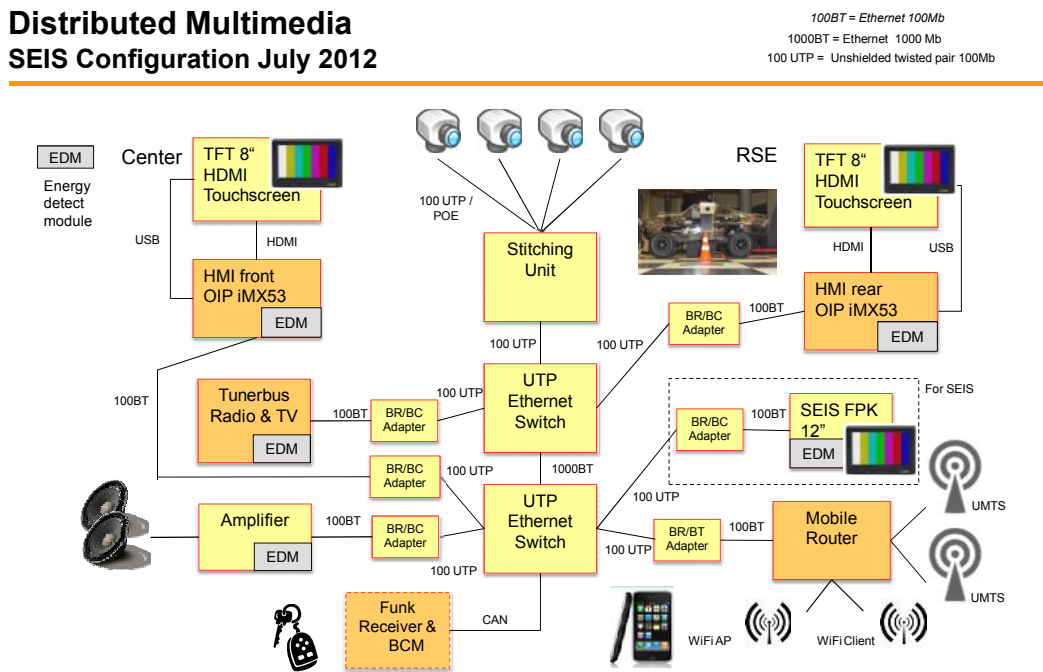 Distributed Multimedia
SEIS Configuration July 2012
100BT = Ethernet 100Mb
1000BT = Ethernet 1000 Mb
100 UTP = Unshielded twisted pair 100Mb
EDM
Energy
detect
module
Center
TFT 8“
HDMI
Touchscreen
USB
HDMI
HMI front
OIP iMX53
EDM
100 UTP /
POE
Stitching
Unit
RSE
TFT 8“
HDMI
Touchscreen
HDMI
USB
HMI rear
OIP iMX53
EDM
BR/BC
Adapter
100BT
100 UTP
100 UTP
UTP
Ethernet
Switch
100BT
Tunerbus
Radio & TV
EDM
100BT
BR/BC
Adapter
100 UTP
For SEIS
BR/BC
Adapter
100BT
SEIS FPK
12”
EDM
BR/BC
Adapter
100 UTP
1000BT
UTP
Ethernet
Switch
100 UTP
Amplifier
EDM
100BT
BR/BC
Adapter
100 UTP
100 UTP
BR/BT
Adapter
100BT
Mobile
Router
UMTS
UMTS
Funk
Receiver &
BCM
CAN
WiFi AP
WiFi Client